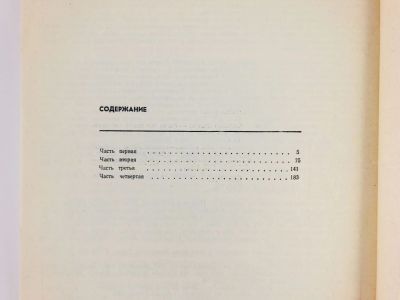 СОДЕРЖАНИЕ
Часть первая . . . . . . . . . . . . . . . . . . . . 5
Часть вторая . . . . . . . . . . . . . . . . . . . . 75
Часть третья . . . . . . . . . . . . . . . . . . . . 141
Часть четвертая . . . . . . . . . . . . . . . . . . . . 183